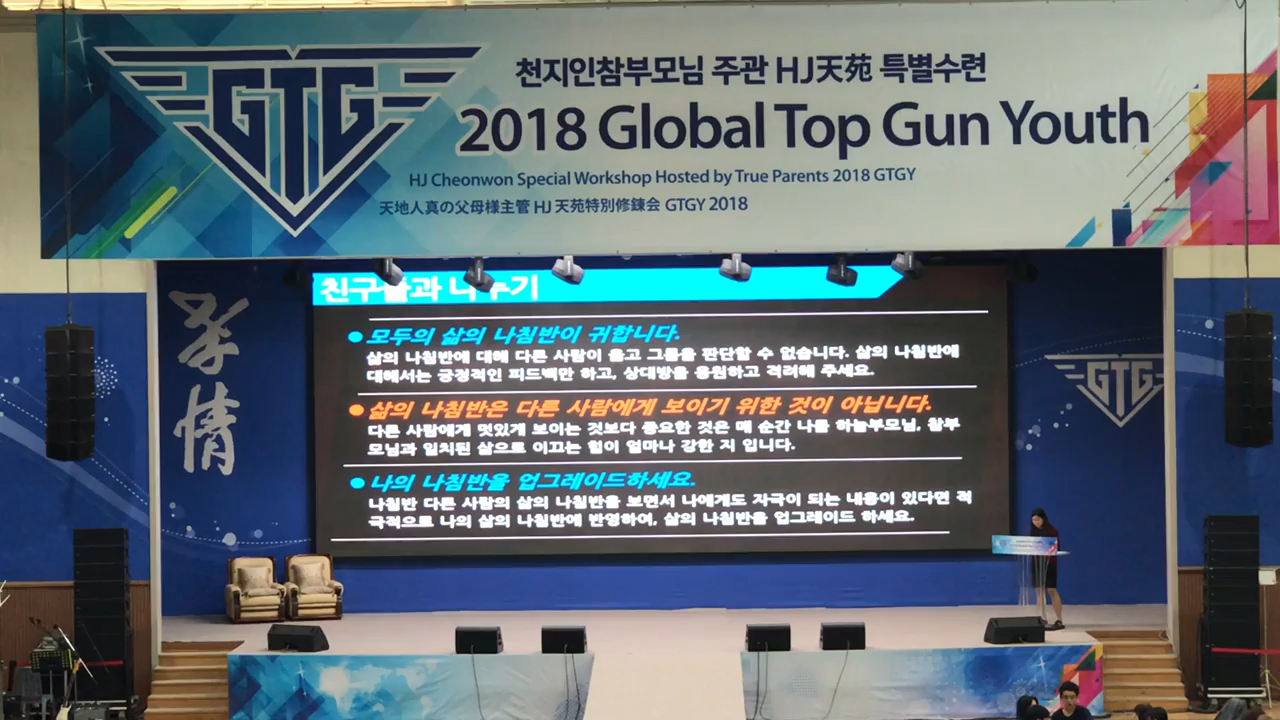 GTG
천지인참부모님 주관 HJ天苑 특별수련
2018 Global Top Gun Youth
HJ Cheonwon Special Workshop Hosted by True Parents 2018 GTGY
天地人真の父母様主管 HJ 天苑特別修錬会 GTGY 2018
친구들과 나누기
● 모두의 삶의 나침반이 귀합니다.
삶의 나침반에 대해 다른 사람이 옳고 그름을 판단할 수 없습니다. 삶의 나침반에
대해서는 긍정적인 피드백만 하고, 상대방을 응원하고 격려해 주세요.
● 삶의 나침반은 다른 사람에게 보이기 위한 것이 아닙니다.
다른 사람에게 멋있게 보이는 것보다 중요한 것은 매 순간 나를 하늘부모님, 참부
모님과 일치된 삶으로 이끄는 힘이 얼마나 강한 지 입니다.
● 나의 나침반을 업그레이드하세요.
나침반 다른 사람의 삶의 나침반을 보면서 나에게도 자극이 되는 내용이 있다면 적
극적으로 나의 삶의 나침반에 반영하여, 삶의 나침반을 업그레이드 하세요.
情
GTG